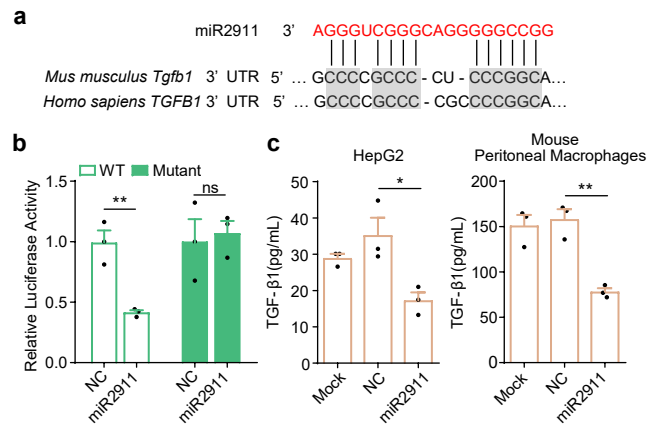 a
miR2911 3' AGGGUCGGGCAGGGGGCCGG
Mus musculus Tgfb1 3' UTR 5' ... GCCCCGCCC - CU - CCCGGCA...
Homo sapiens TGFB1 3' UTR 5' ... GCCCCGCCC - CGCCCCGGCA...
b
WT Mutant
Relative Luciferase Activity
1.5
1.0
0.5
0.0
**
ns
NC
miR2911
NC
miR2911
c
HepG2
TGF-β1(pg/mL)
60
40
30
20
10
0
*
Mock
NC
miR2911
Mouse
Peritoneal Macrophages
TGF-β1(pg/mL)
200
150
100
50
0
**
Mock
NC
miR2911